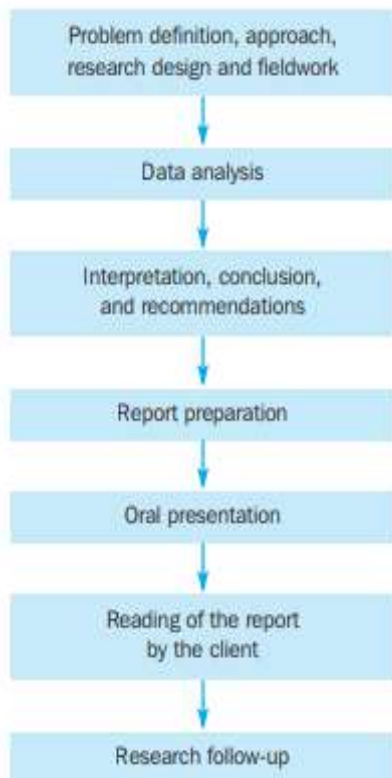 Problem definition, approach,
research design and fieldwork
Data analysis
Interpretation, conclusion,
and recommendations
Report preparation
Oral presentation
Reading of the report
by the client
Research follow-up